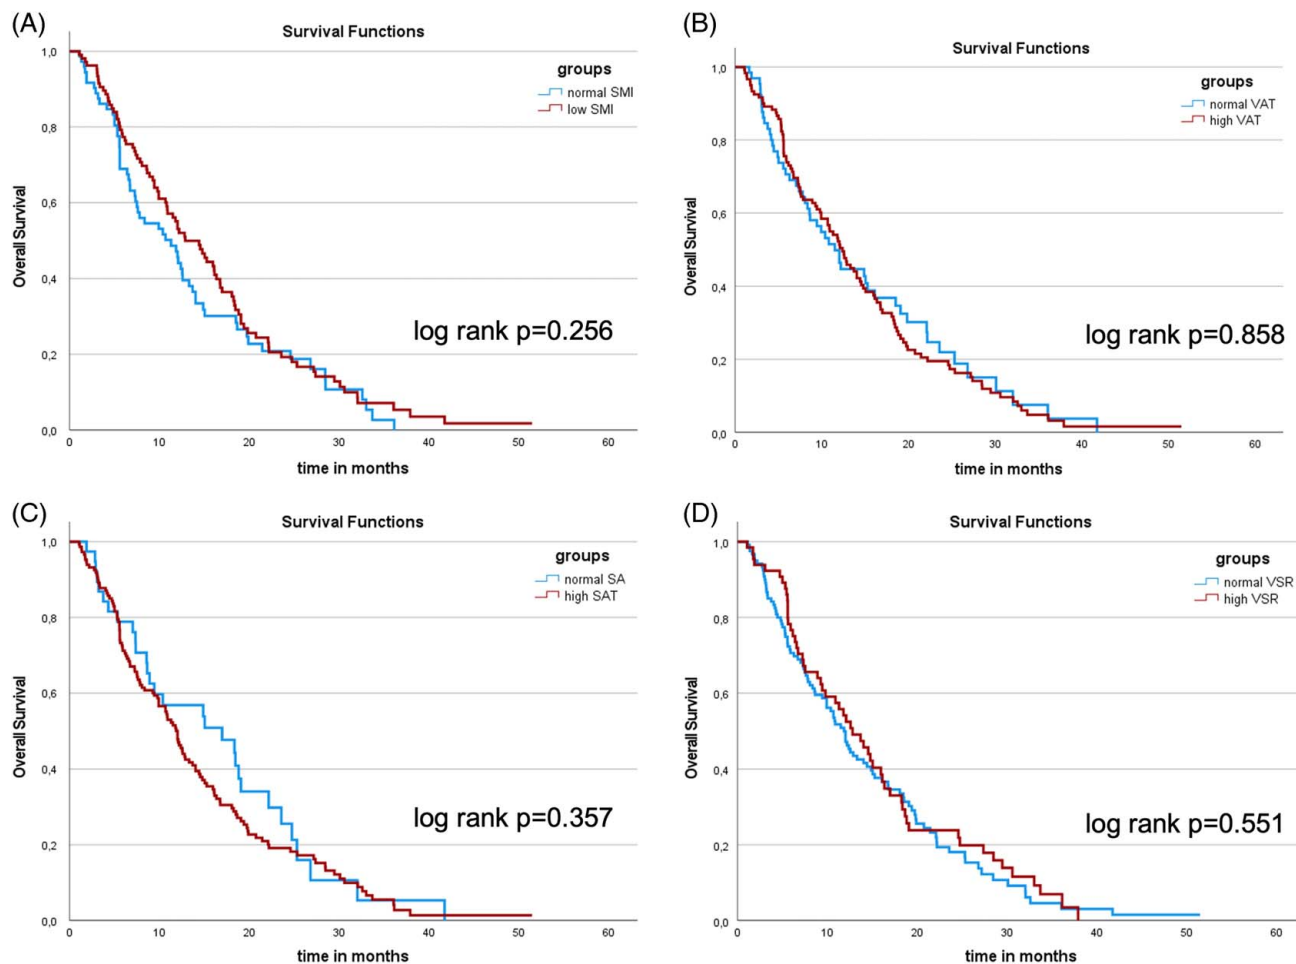 (A)
Survival Functions
groups
normal SMI
low SMI
1,0
0,8
0,6
0,4
0,2
0,0
Overall Survival
log rank p=0.256
0 10 20 30 40 50 60
time in months
(B)
Survival Functions
groups
normal VAT
high VAT
1,0
0,8
0,6
0,4
0,2
0,0
Overall Survival
log rank p=0.858
0 10 20 30 40 50 60
time in months
(C)
Survival Functions
groups
normal SA
high SAT
1,0
0,8
0,6
0,4
0,2
0,0
Overall Survival
log rank p=0.357
0 10 20 30 40 50 60
time in months
(D)
Survival Functions
groups
normal VSR
high VSR
1,0
0,8
0,6
0,4
0,2
0,0
Overall Survival
log rank p=0.551
0 10 20 30 40 50 60
time in months